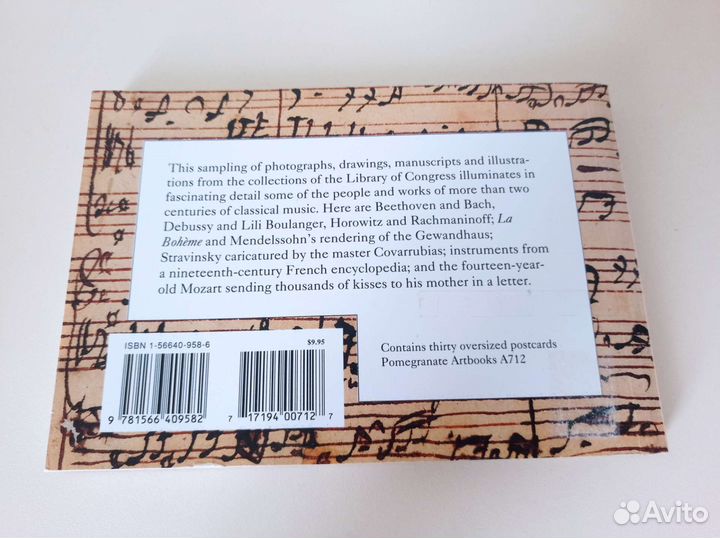 This sampling of photographs, drawings, manuscripts and illustra-
tions from the collections of the Library of Congress illuminates in
fascinating detail some of the people and works of more than two
centuries of classical music. Here are Beethoven and Bach,
Debussy and Lili Boulanger, Horowitz and Rachmaninoff; La
Bohème and Mendelssohn's rendering of the Gewandhaus;
Stravinsky caricatured by the master Covarrubias; instruments from
a nineteenth-century French encyclopedia; and the fourteen-year-
old Mozart sending thousands of kisses to his mother in a letter.
ISBN 1-56640-958-6
$9.95
9 781566 409582
7 17194 00712 7
Contains thirty oversized postcards
Pomegranate Artbooks A712
Avito